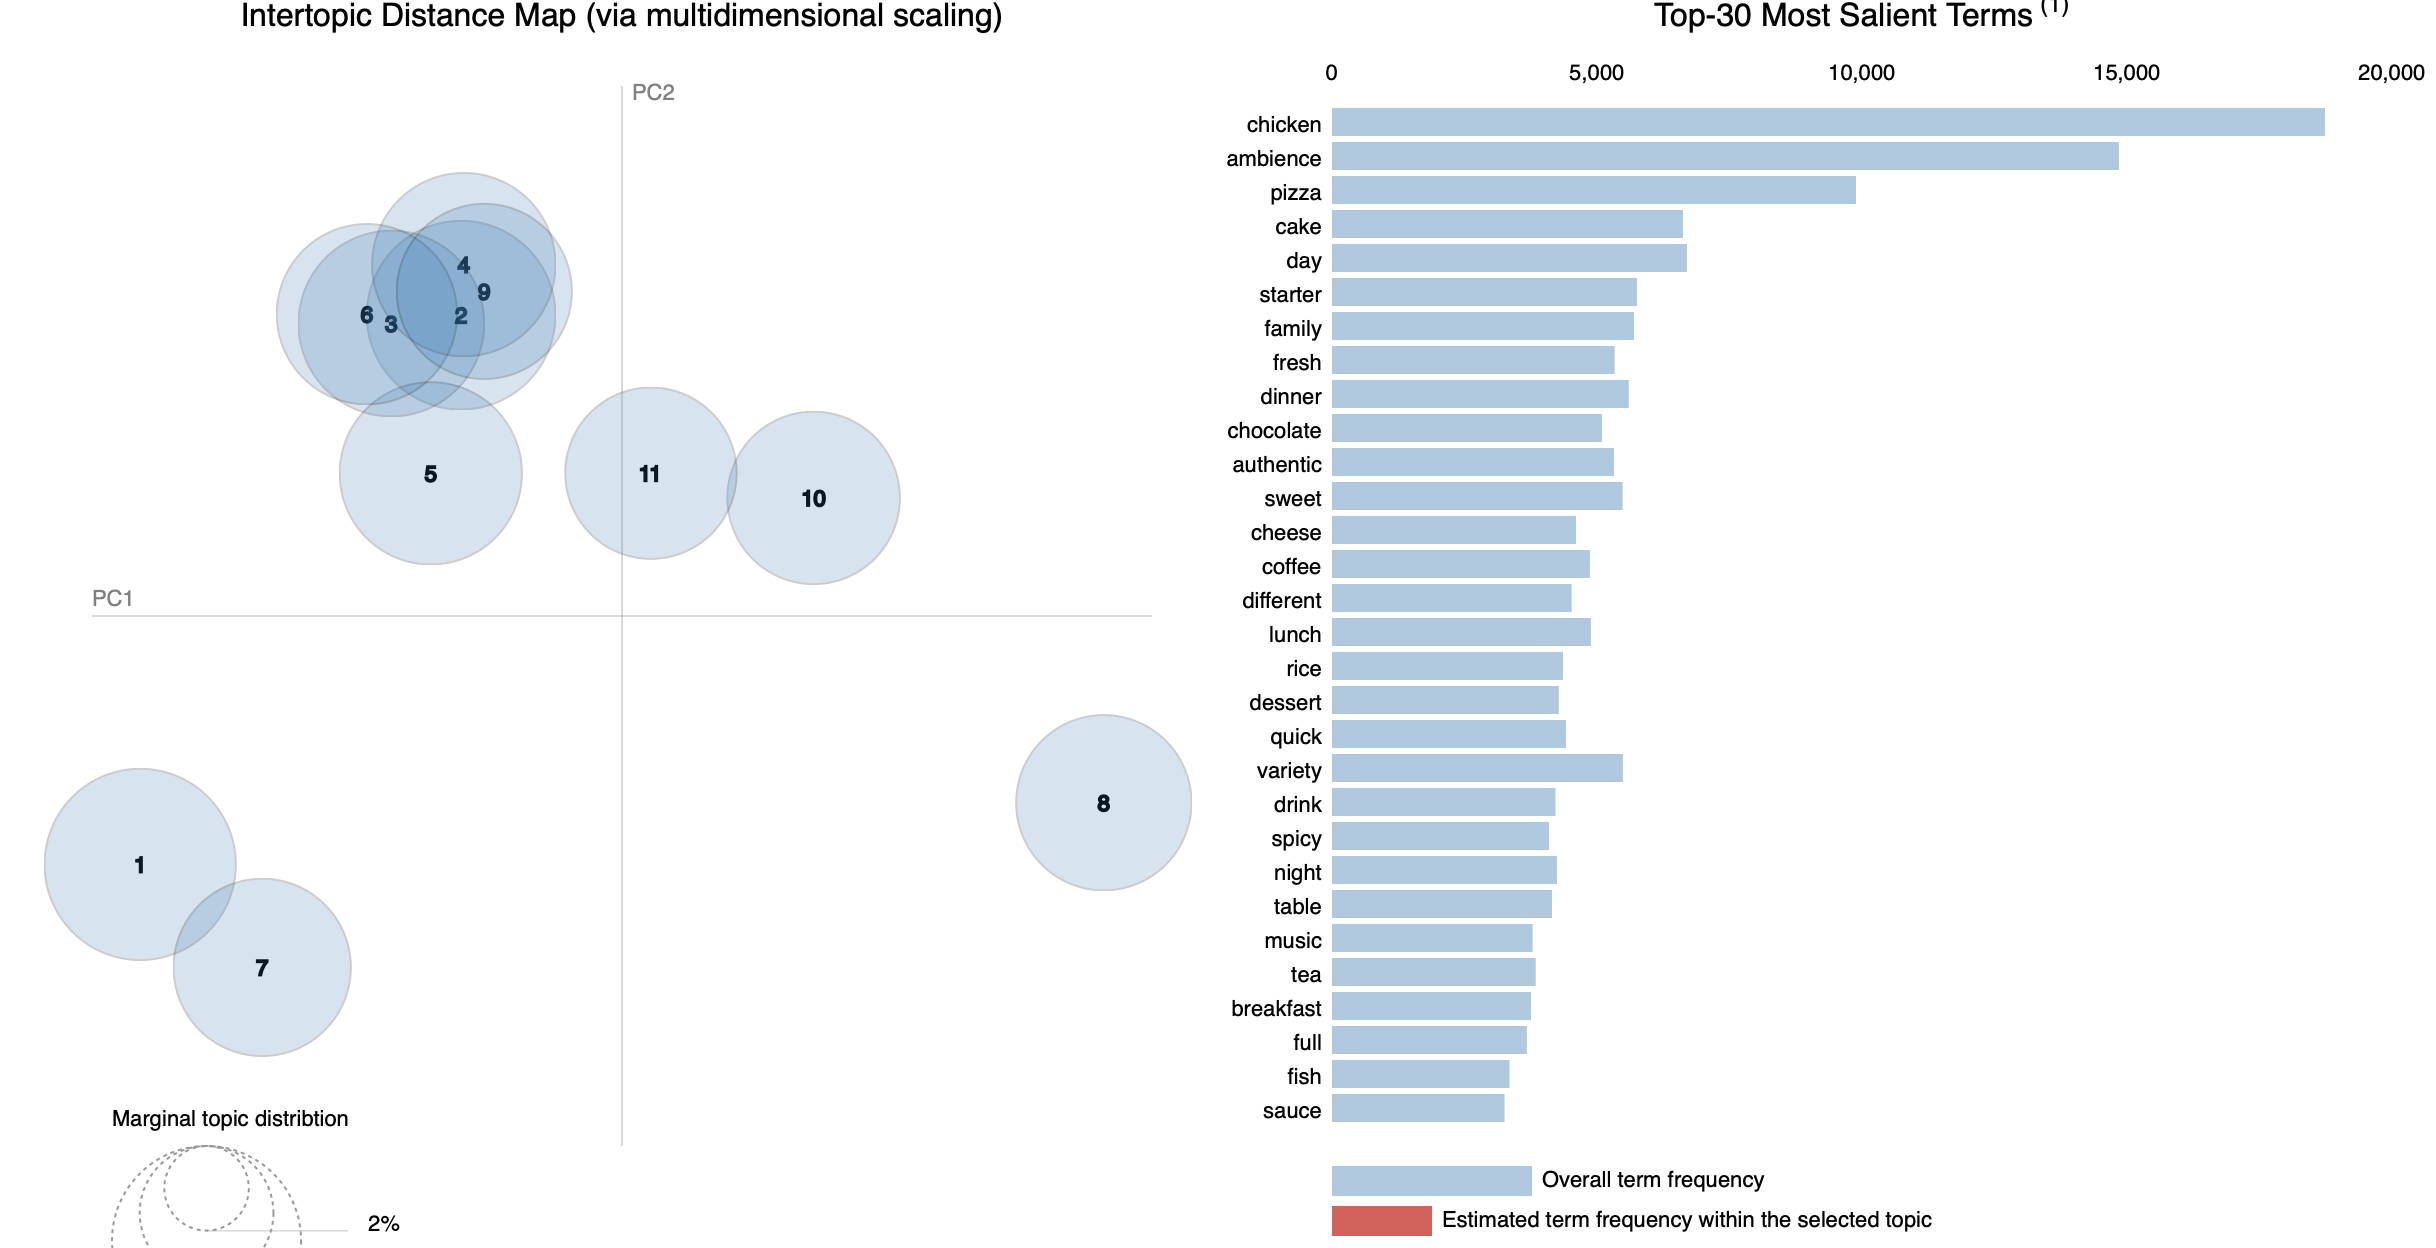 Intertopic Distance Map (via multidimensional scaling)
PC2
4
9
6
3
2
5
11
10
PC1
8
1
7
Marginal topic distribtion
2%
Top-30 Most Salient Terms (1)
0 5,000 10,000 15,000 20,000
chicken
ambience
pizza
cake
day
starter
family
fresh
dinner
chocolate
authentic
sweet
cheese
coffee
different
lunch
rice
dessert
quick
variety
drink
spicy
night
table
music
tea
breakfast
full
fish
sauce
Overall term frequency
Estimated term frequency within the selected topic